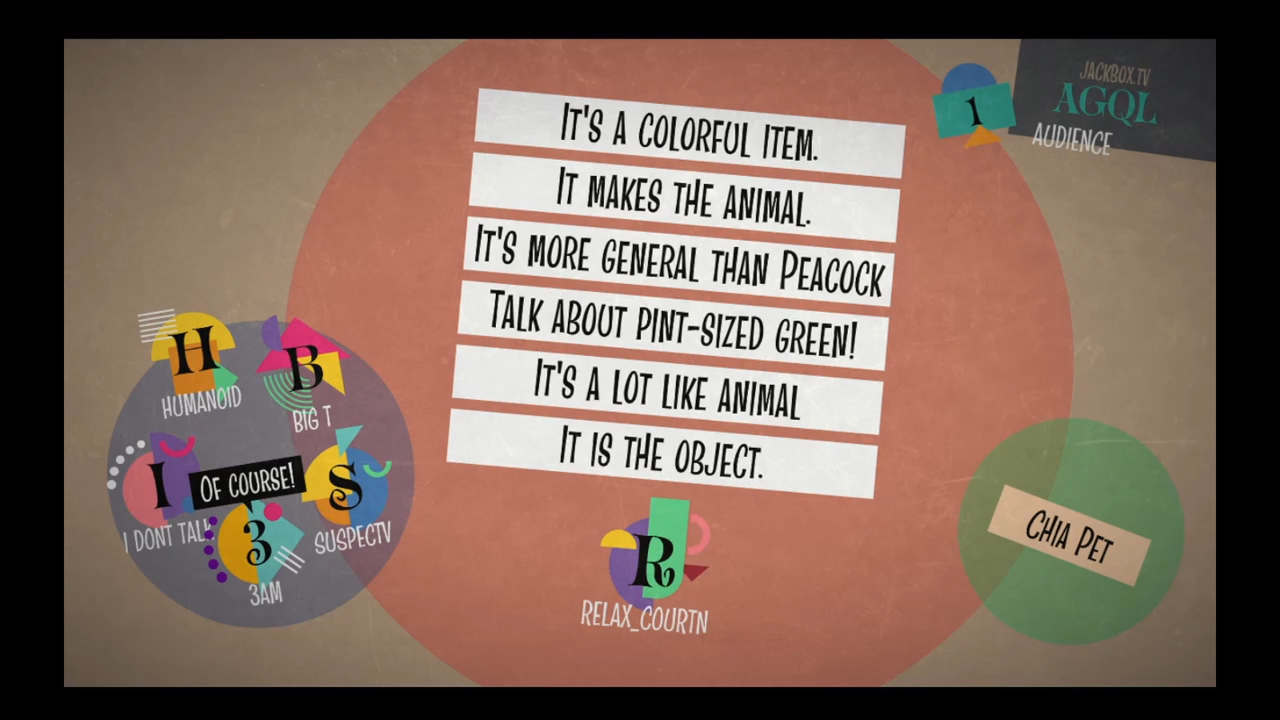 It's a colorful item.
It makes the animal.
It's more general than Peacock
Talk about pint-sized green!
It's a lot like animal
It is the object.
1
JACKBOX.TV
AGQL
AUDIENCE
H
HUMANOID
B
BIG T
I
I DONT TALK
Of course!
S
SUSPECTV
3
3AM
R
RELAX_COURTN
Chia Pet